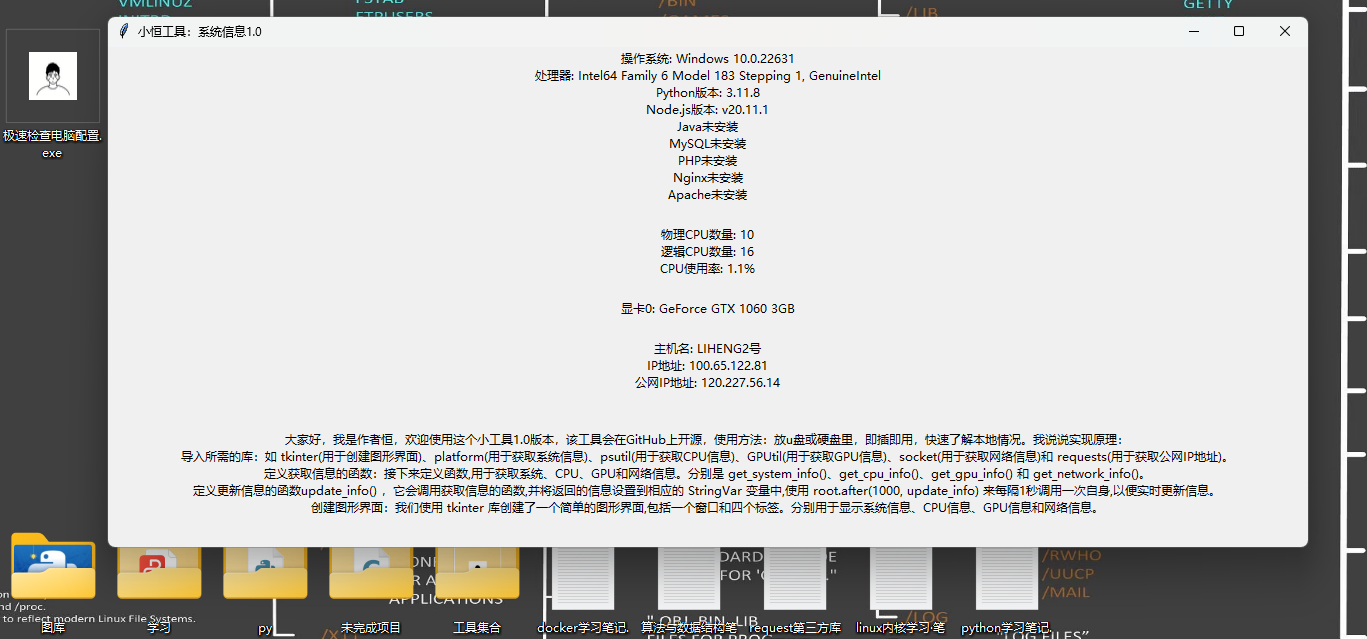 VMLINUZ
FSTAB
/BIN
GETTY
FTPUSERS
/LIB
小恒工具：系统信息1.0
操作系统: Windows 10.0.22631
处理器: Intel64 Family 6 Model 183 Stepping 1, GenuineIntel
Python版本: 3.11.8
Node.js版本: v20.11.1
Java未安装
MySQL未安装
PHP未安装
Nginx未安装
Apache未安装
物理CPU数量: 10
逻辑CPU数量: 16
CPU使用率: 1.1%
显卡0: GeForce GTX 1060 3GB
主机名: LIHENG2号
IP地址: 100.65.122.81
公网IP地址: 120.227.56.14
大家好，我是作者恒，欢迎使用这个小工具1.0版本，该工具会在GitHub上开源，使用方法：放u盘或硬盘里，即插即用，快速了解本地情况。我说说实现原理：
导入所需的库：如 tkinter(用于创建图形界面)、platform(用于获取系统信息)、psutil(用于获取CPU信息)、GPUtil(用于获取GPU信息)、socket(用于获取网络信息)和 requests(用于获取公网IP地址)。
定义获取信息的函数：接下来定义函数,用于获取系统、CPU、GPU和网络信息。分别是 get_system_info()、get_cpu_info()、get_gpu_info() 和 get_network_info()。
定义更新信息的函数update_info() ，它会调用获取信息的函数,并将返回的信息设置到相应的 StringVar 变量中,使用 root.after(1000, update_info) 来每隔1秒调用一次自身,以便实时更新信息。
创建图形界面：我们使用 tkinter 库创建了一个简单的图形界面,包括一个窗口和四个标签。分别用于显示系统信息、CPU信息、GPU信息和网络信息。
极速检查电脑配置.
exe
/RWHO
/UUCP
/MAIL
APPLICATIONS
nd /proc.
to reflect modern Linux File Systems.
/LOG
图库
学习
py
未完成项目
工具集合
docker学习笔记.
算法与数据结构笔
request第三方库
linux内核学习·笔
python学习笔记.